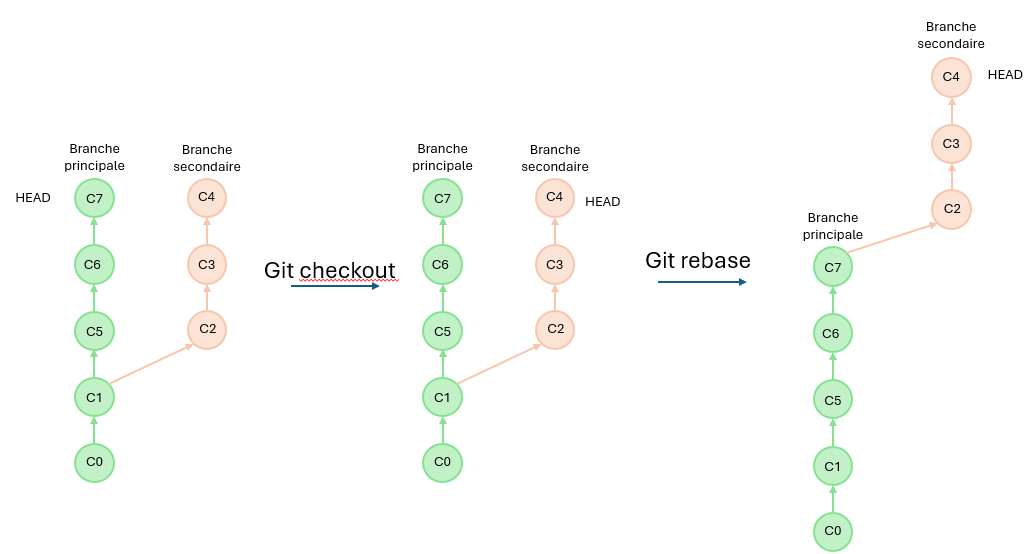 Branche
principale
HEAD
C7
C6
C5
C1
C0
Branche
secondaire
C4
C3
C2
Git checkout
Branche
principale
C7
C6
C5
C1
C0
Branche
secondaire
C4
HEAD
C3
C2
Git rebase
Branche
principale
C7
C6
C5
C1
C0
Branche
secondaire
C4
HEAD
C3
C2